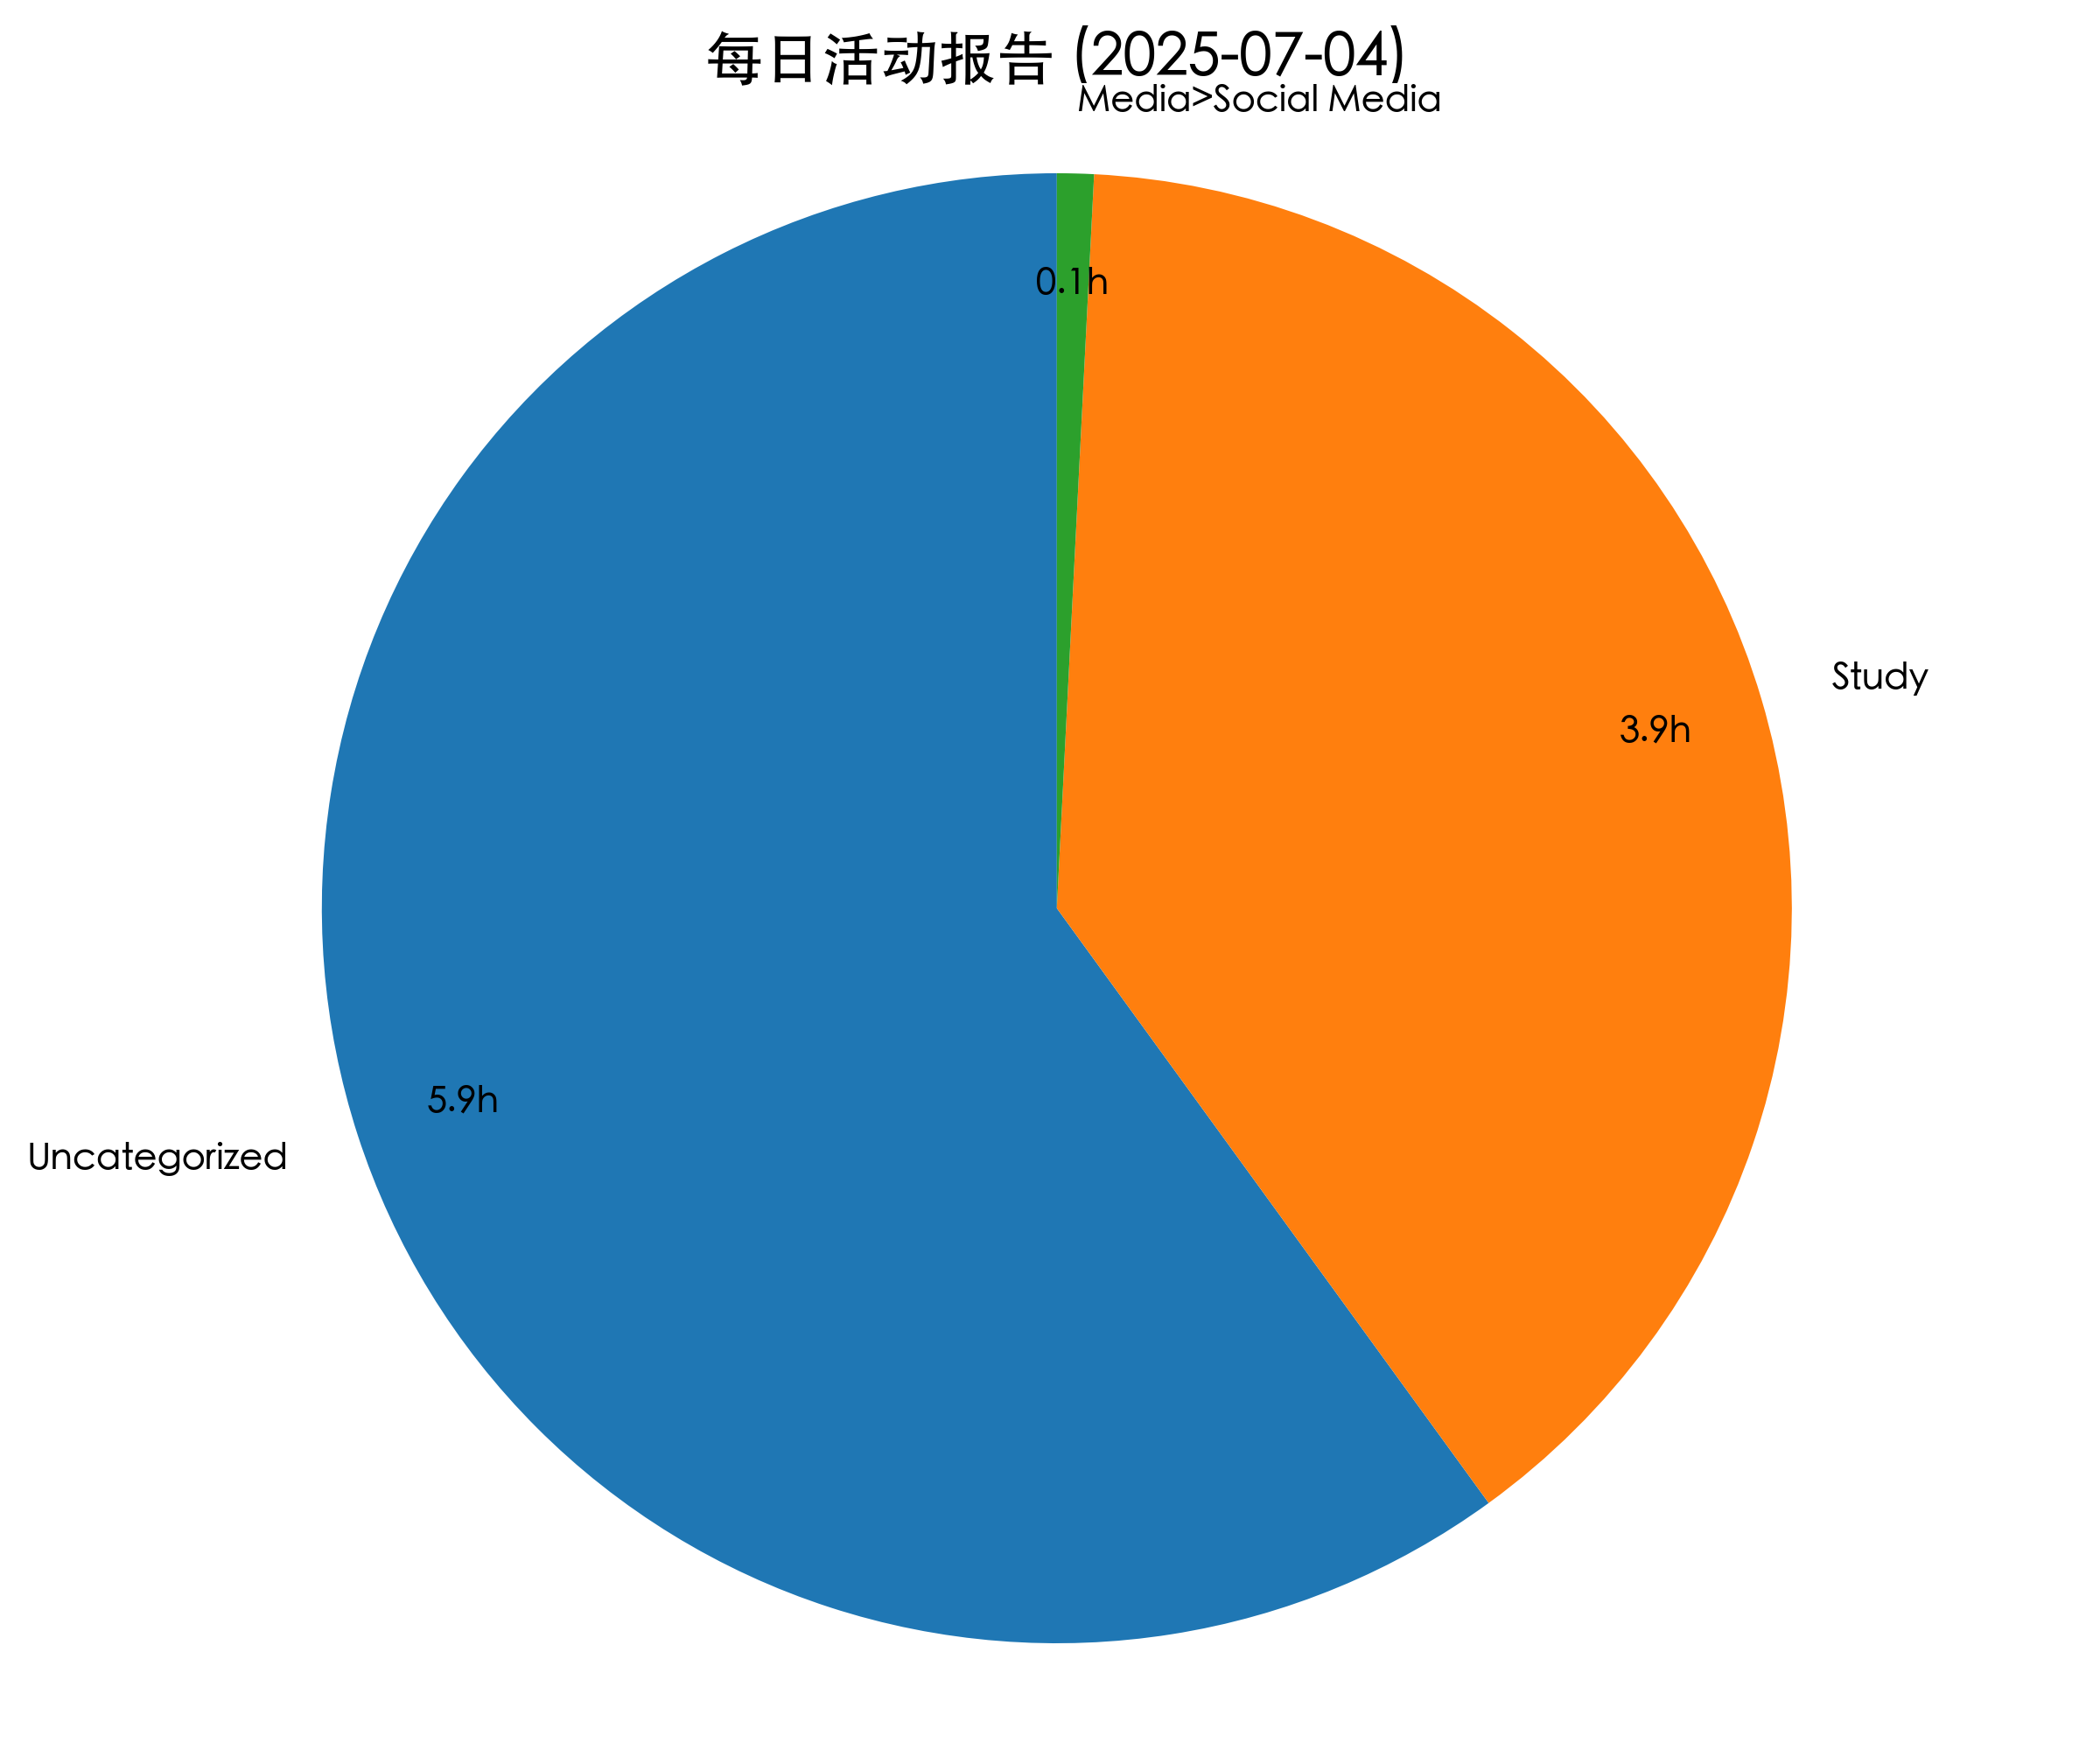 每日活动报告 (2025-07-04)
Media>Social Media
0.1h
Study
3.9h
5.9h
Uncategorized